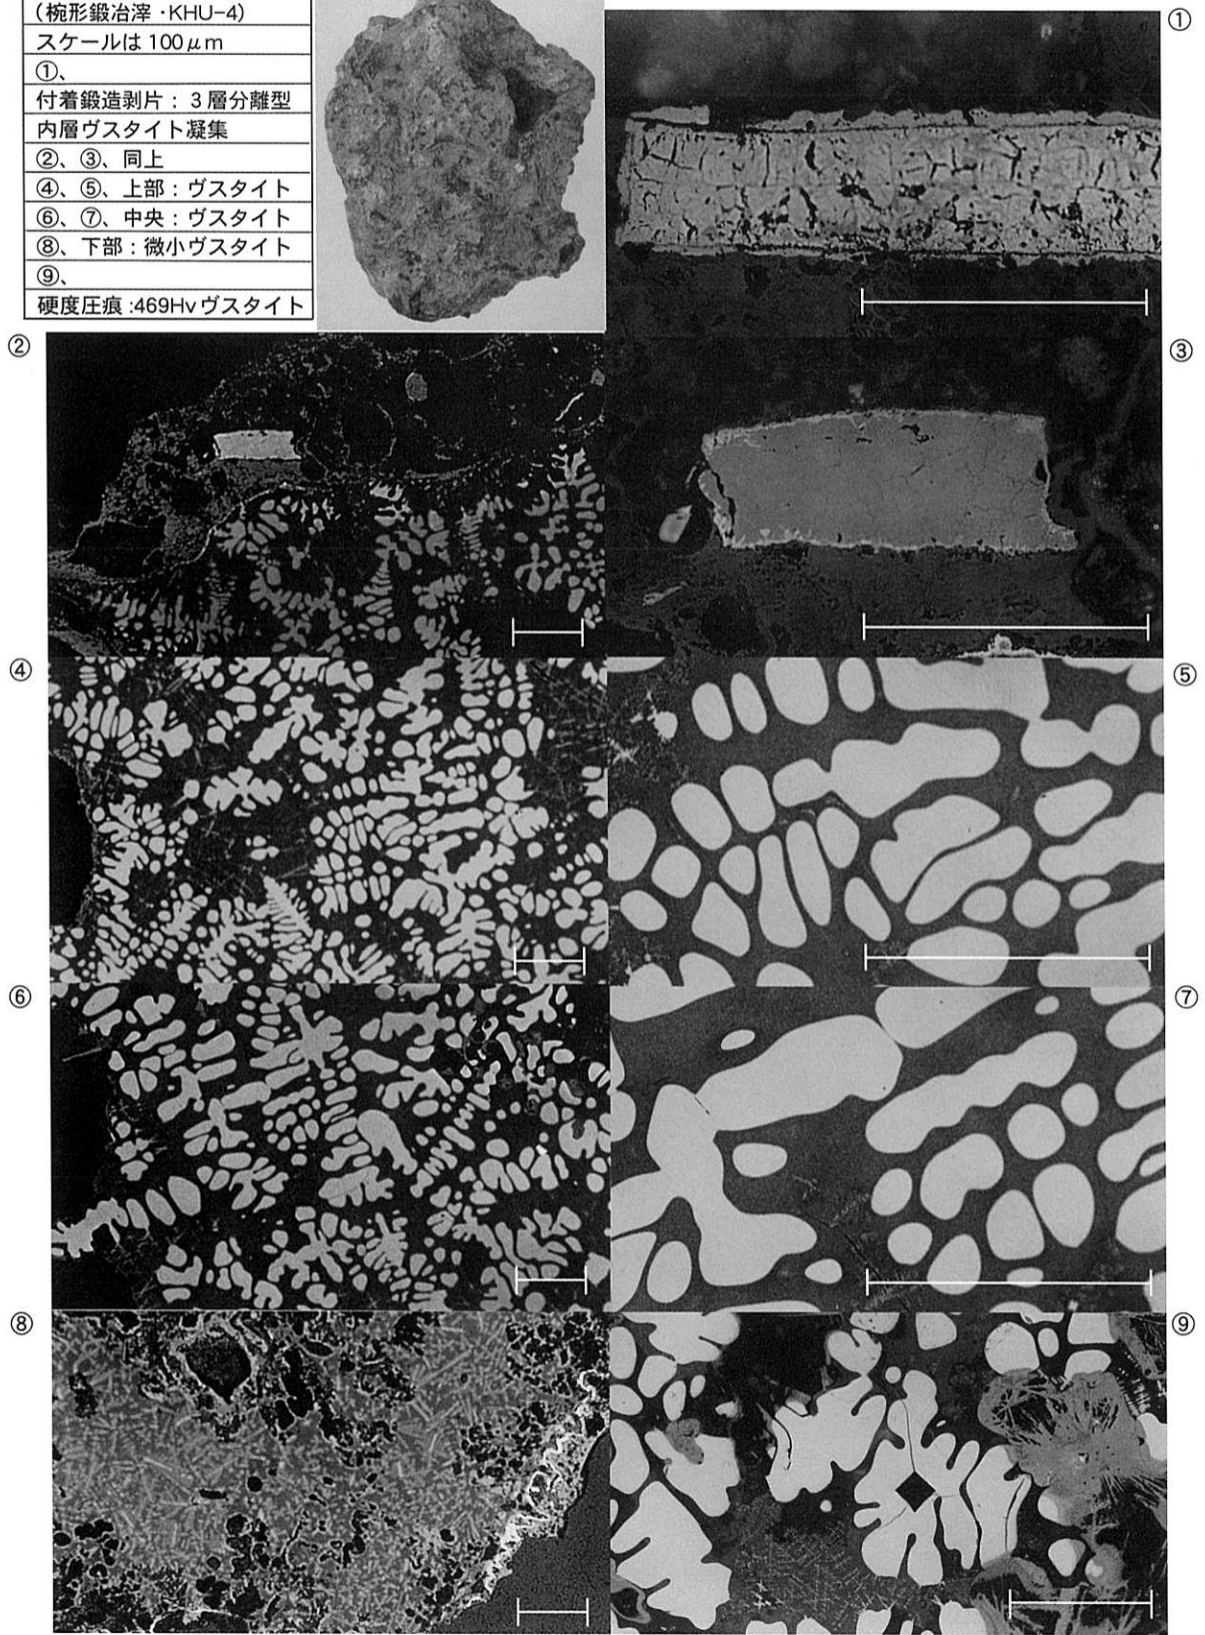 (椀形鍛冶滓・KHU-4)
スケールは100μm
①、
付着鍛造剥片：3層分離型
内層ヴスタイト凝集
②、③、同上
④、⑤、上部：ヴスタイト
⑥、⑦、中央：ヴスタイト
⑧、下部：微小ヴスタイト
⑨、
硬度圧痕:469Hvヴスタイト
①
②
③
④
⑤
⑥
⑦
⑧
⑨